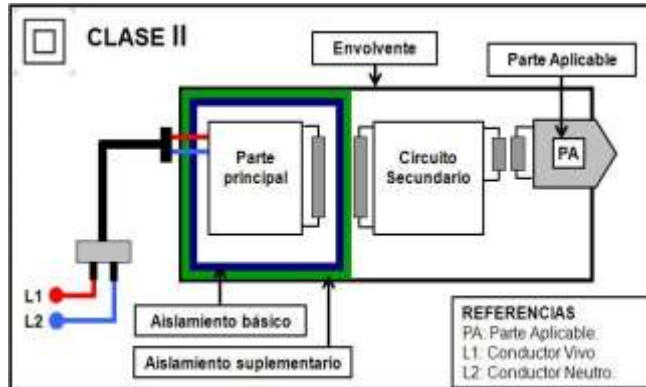 CLASE II
Envolvente
Parte Aplicable
Parte
principal
Circuito
Secundario
PA
L1
L2
Aislamiento básico
Aislamiento suplementario
REFERENCIAS
PA: Parte Aplicable.
L1: Conductor Vivo
L2: Conductor Neutro.